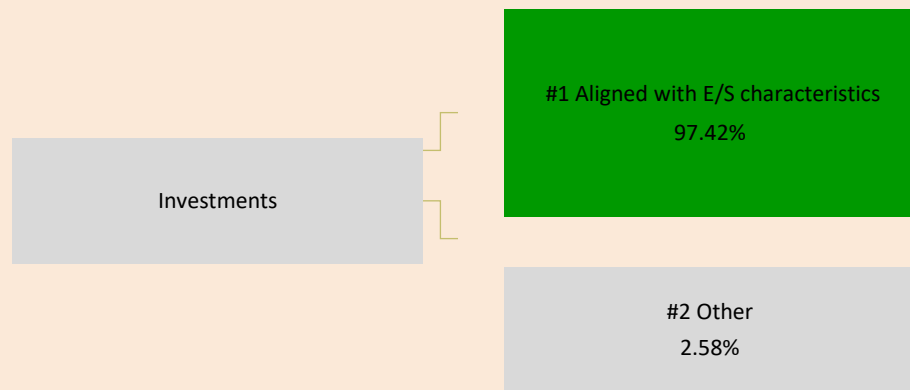 #1 Aligned with E/S characteristics
97.42%
Investments
#2 Other
2.58%